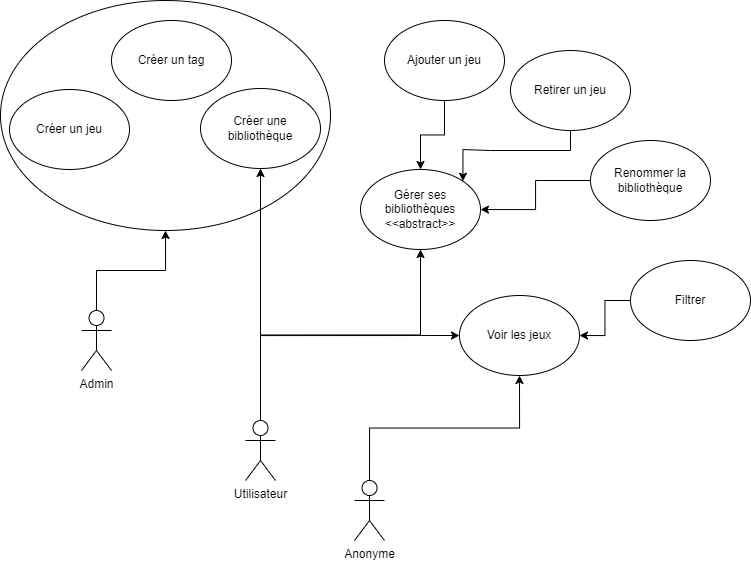 Créer un tag
Créer un jeu
Créer une
bibliothèque
Ajouter un jeu
Retirer un jeu
Renommer la
bibliothèque
Gérer ses
bibliothèques
<<abstract>>
Filtrer
Voir les jeux
Admin
Utilisateur
Anonyme